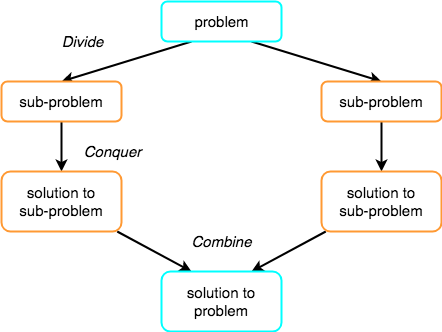 problem
Divide
sub-problem
sub-problem
Conquer
solution to
sub-problem
solution to
sub-problem
Combine
solution to
problem